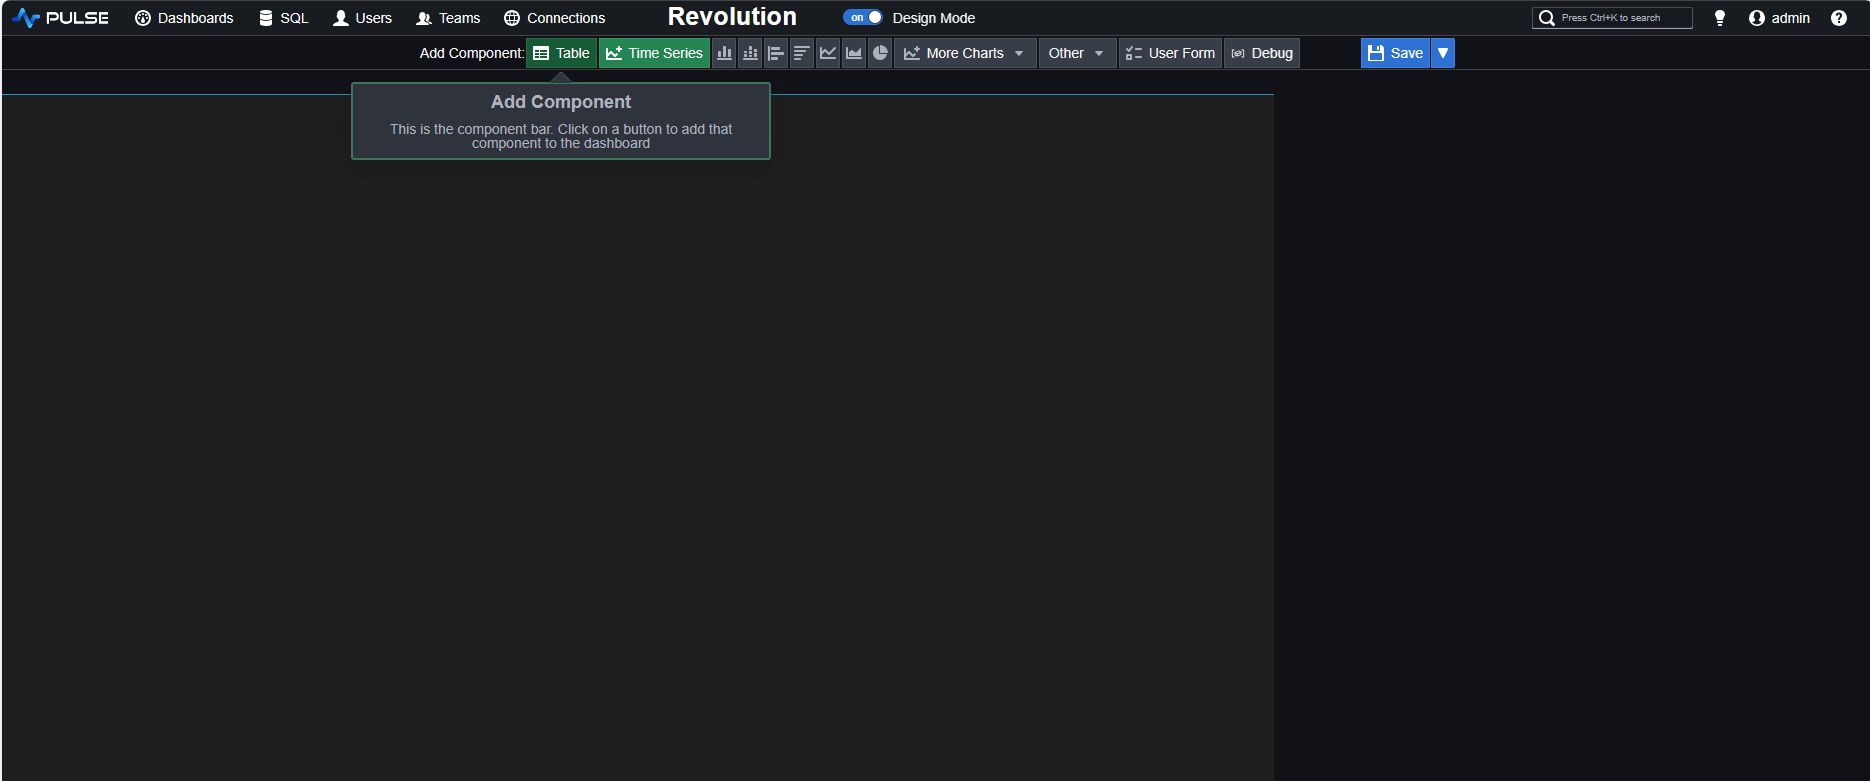 PULSE Dashboards SQL Users Teams Connections Revolution on Design Mode Press Ctrl+K to search admin ?
Add Component: Table Time Series More Charts Other User Form Debug Save
Add Component
This is the component bar. Click on a button to add that
component to the dashboard